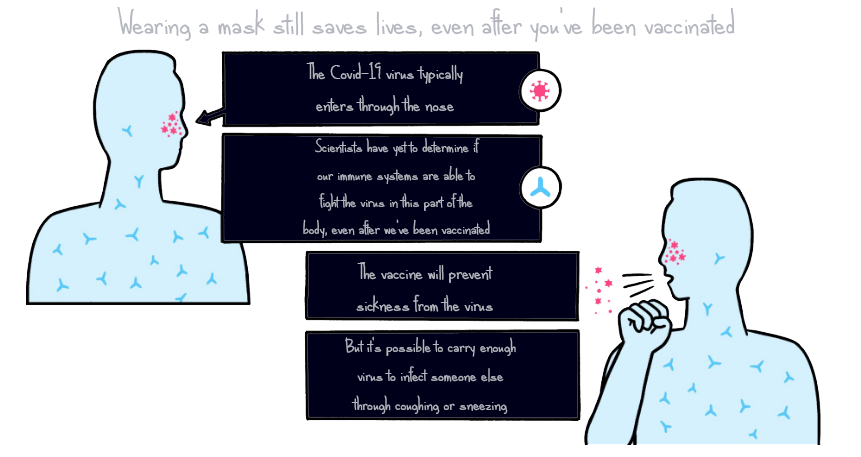 Wearing a mask still saves lives, even after you've been vaccinated
The Covid-19 virus typically
enters through the nose
Scientists have yet to determine if
our immune systems are able to
fight the virus in this part of the
body, even after we've been vaccinated
The vaccine will prevent
sickness from the virus
But it's possible to carry enough
virus to infect someone else
through coughing or sneezing